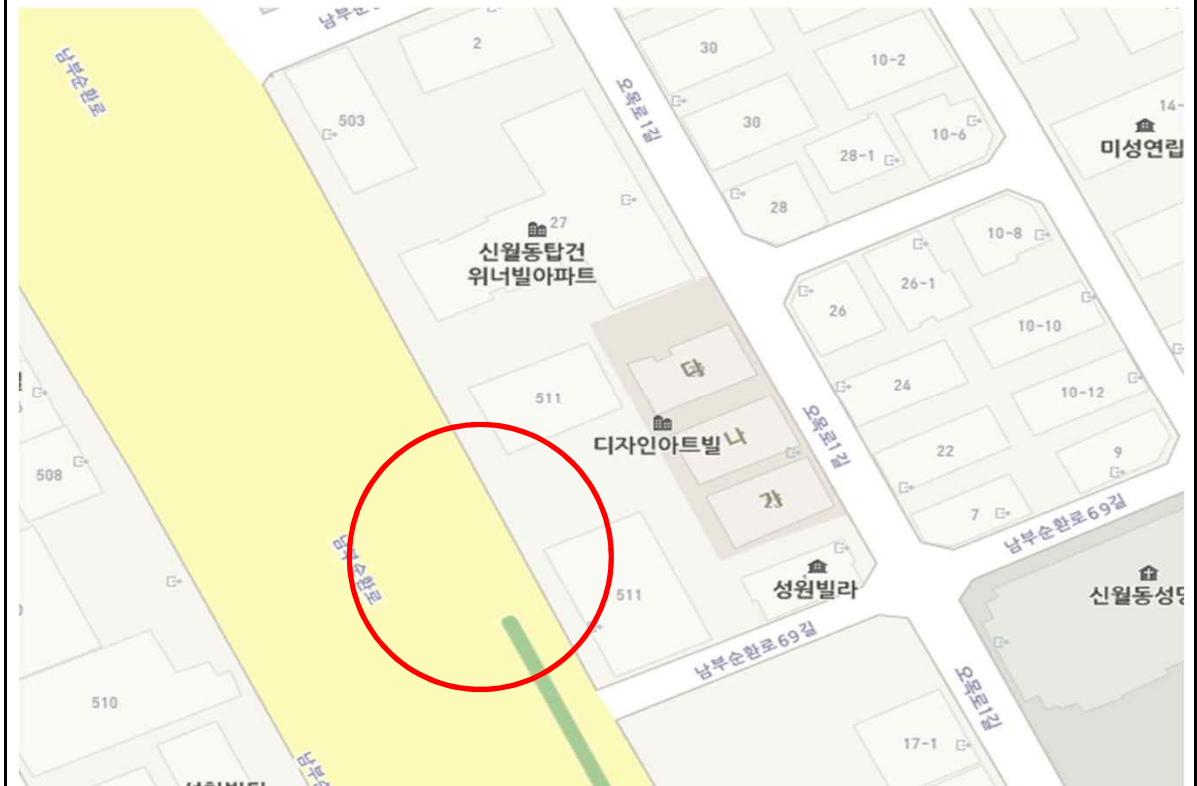 남부순환로
2
30
10-2
503
오목로1길
30
28-1
10-6
14-
미성연립
28
27
신월동탑건
위너빌아파트
10-8
26-1
26
10-10
511
24
10-12
디자인아트빌
나
오목로1길
22
9
508
7
남부순환로69길
남부순환로
511
성원빌라
신월동성당
남부순환로69길
510
오목로1길
17-1